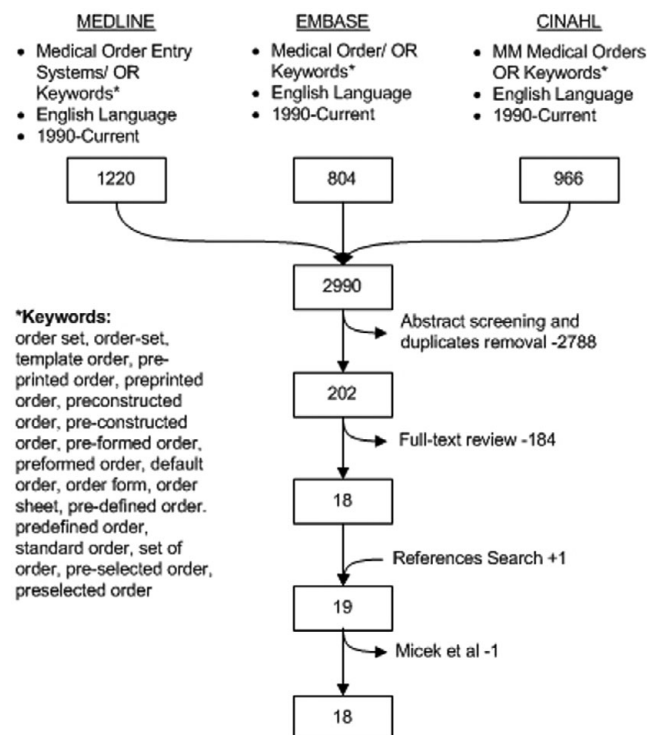 MEDLINE
• Medical Order Entry
Systems/ OR
Keywords*
• English Language
• 1990-Current
EMBASE
• Medical Order/ OR
Keywords*
• English Language
• 1990-Current
CINAHL
• MM Medical Orders
OR Keywords*
• English Language
• 1990-Current
1220
804
966
2990
Abstract screening and
duplicates removal -2788
202
Full-text review -184
18
References Search +1
19
Micek et al -1
18
*Keywords:
order set, order-set,
template order, pre-
printed order, preprinted
order, preconstructed
order, pre-constructed
order, pre-formed order,
preformed order, default
order, order form, order
sheet, pre-defined order.
predefined order,
standard order, set of
order, pre-selected order,
preselected order